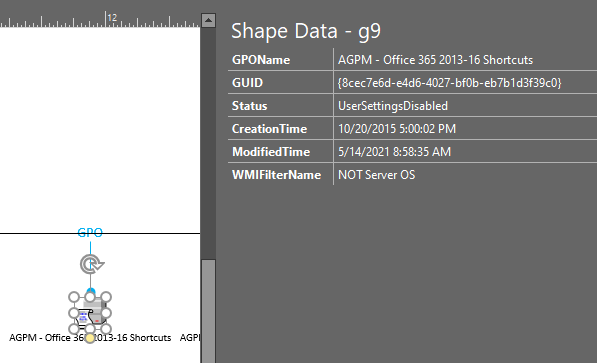 12
Shape Data - g9
GPOName AGPM - Office 365 2013-16 Shortcuts
GUID {8cec7e6d-e4d6-4027-bf0b-eb7b1d3f39c0}
Status UserSettingsDisabled
CreationTime 10/20/2015 5:00:02 PM
ModifiedTime 5/14/2021 8:58:35 AM
WMIFilterName NOT Server OS
GPO
AGPM - Office 365 2013-16 Shortcuts AGP